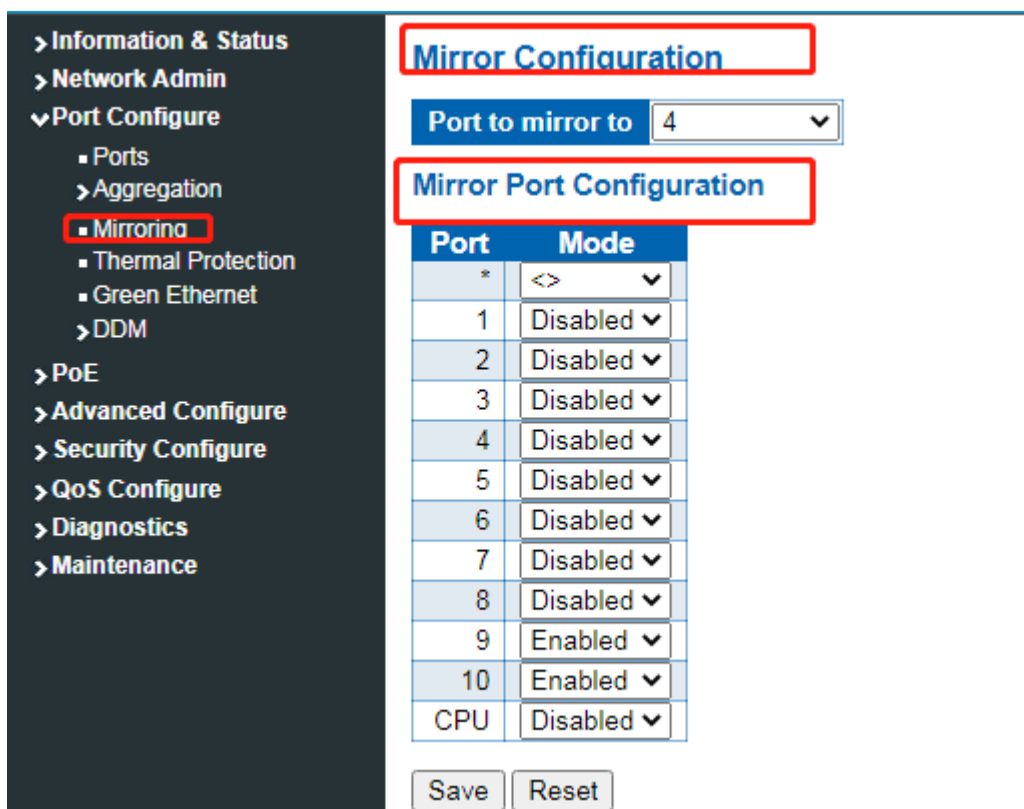 Information & Status
Network Admin
Port Configure
Ports
Aggregation
Mirroring
Thermal Protection
Green Ethernet
DDM
PoE
Advanced Configure
Security Configure
QoS Configure
Diagnostics
Maintenance
Mirror Configuration
Port to mirror to 4
Mirror Port Configuration
Port Mode
* <>
1 Disabled
2 Disabled
3 Disabled
4 Disabled
5 Disabled
6 Disabled
7 Disabled
8 Disabled
9 Enabled
10 Enabled
CPU Disabled
Save Reset